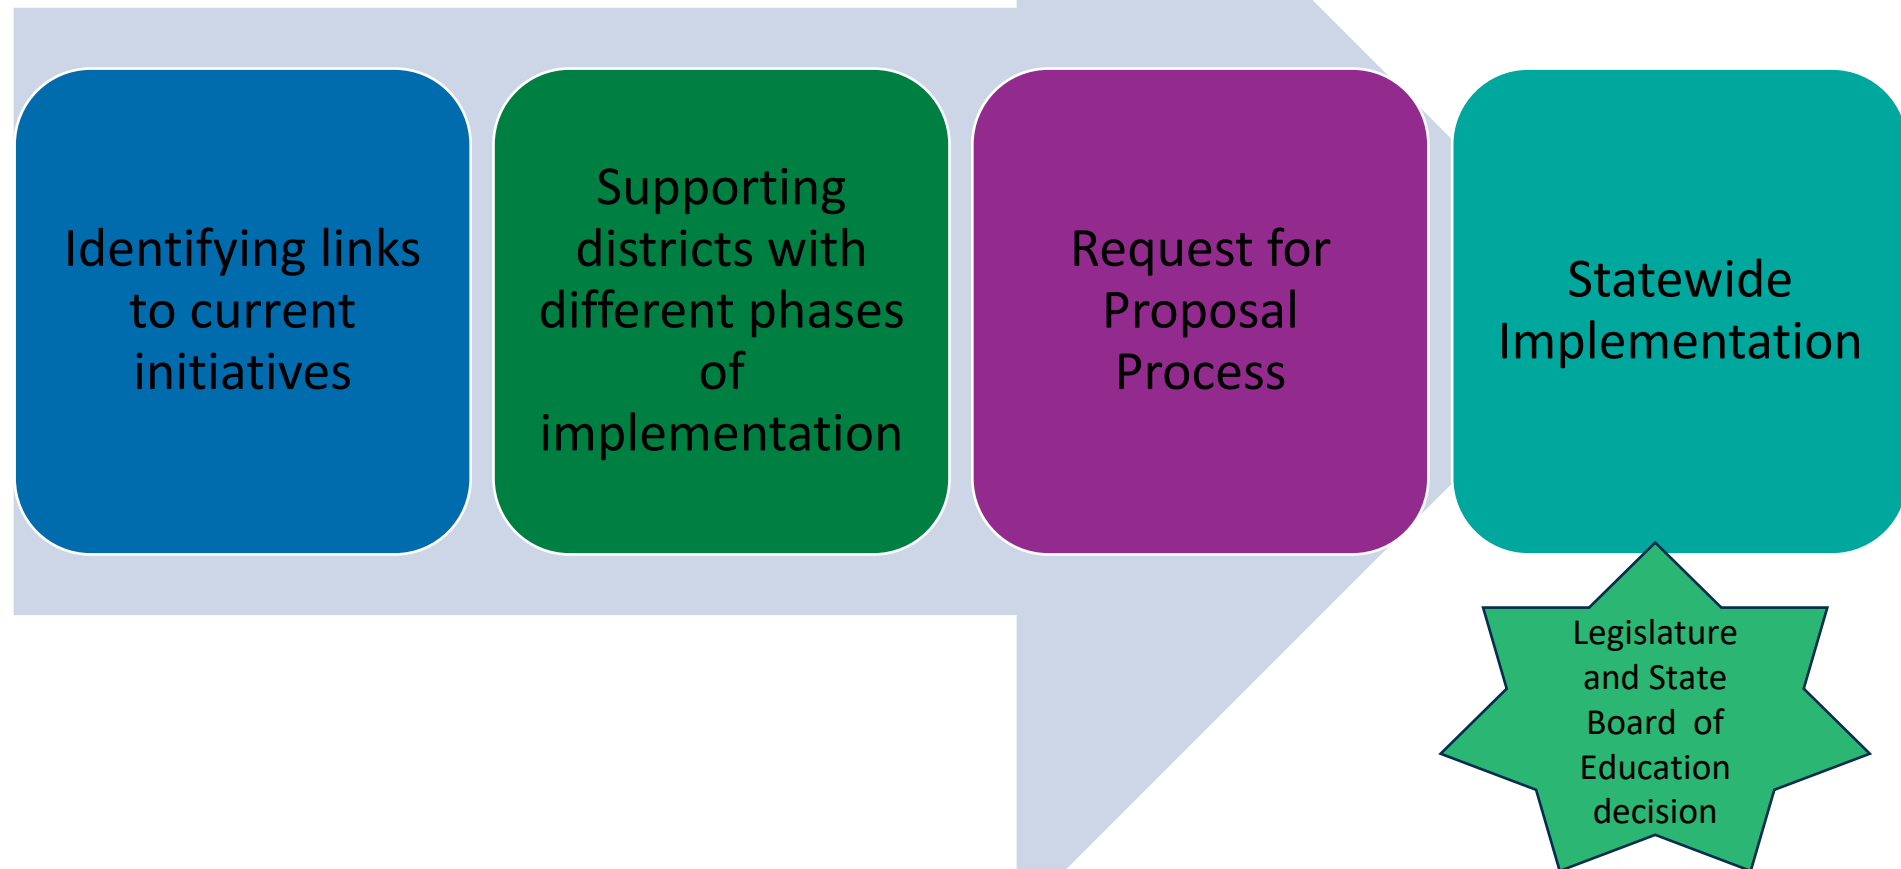 Identifying links
to current
initiatives
Supporting
districts with
different phases
of
implementation
Request for
Proposal
Process
Statewide
Implementation
Legislature
and State
Board  of
Education
decision